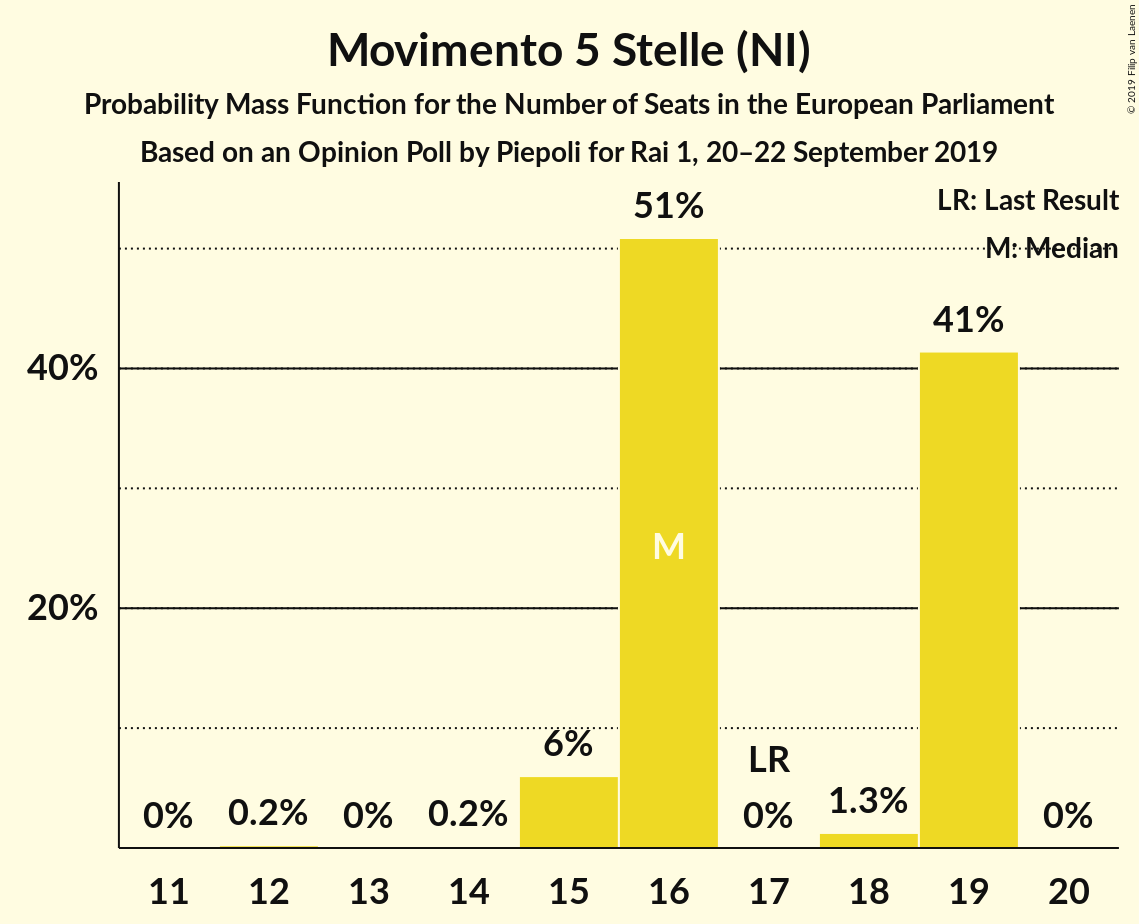 Movimento 5 Stelle (NI)
Probability Mass Function for the Number of Seats in the European Parliament
Based on an Opinion Poll by Piepoli for Rai 1, 20–22 September 2019
© 2019 Filip van Laenen
LR: Last Result
M: Median
51%
41%
40%
M
20%
6%
LR
0%
0.2%
0%
0.2%
0%
1.3%
0%
11
12
13
14
15
16
17
18
19
20